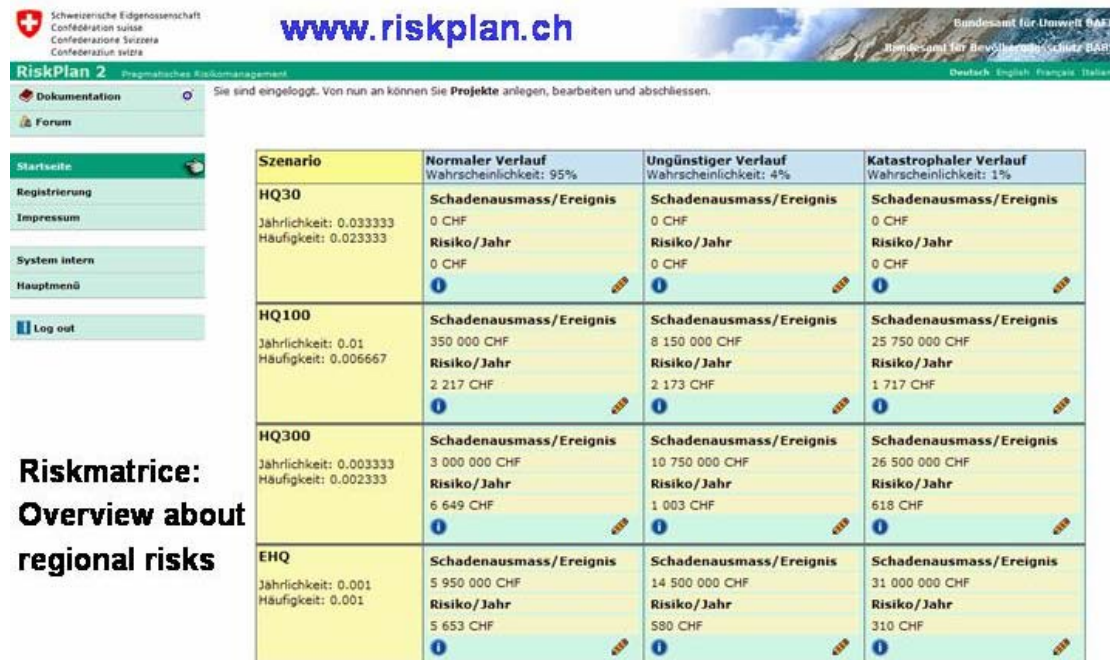 Schweizerische Eidgenossenschaft
Confédération suisse
Confederazione Svizzera
Confederaziun svizra
www.riskplan.ch
Bundesamt für Umwelt BAFU
Bundesamt für Bevölkerungsschutz BABS
RiskPlan 2 Pragmatisches Risikomanagement
Deutsch English Français Italian
Dokumentation
Forum
Startseite
Registrierung
Impressum
System intern
Hauptmenü
Log out
Sie sind eingeloggt. Von nun an können Sie Projekte anlegen, bearbeiten und abschliessen.
Szenario Normaler Verlauf Ungünstiger Verlauf Katastrophaler Verlauf
Wahrscheinlichkeit: 95% Wahrscheinlichkeit: 4% Wahrscheinlichkeit: 1%
HQ30 Schadenausmass/Ereignis Schadenausmass/Ereignis Schadenausmass/Ereignis
Jährlichkeit: 0.033333 0 CHF 0 CHF 0 CHF
Häufigkeit: 0.023333 Risiko/Jahr Risiko/Jahr Risiko/Jahr
0 CHF 0 CHF 0 CHF
HQ100 Schadenausmass/Ereignis Schadenausmass/Ereignis Schadenausmass/Ereignis
Jährlichkeit: 0.01 350 000 CHF 8 150 000 CHF 25 750 000 CHF
Häufigkeit: 0.006667 Risiko/Jahr Risiko/Jahr Risiko/Jahr
2 217 CHF 2 173 CHF 1 717 CHF
HQ300 Schadenausmass/Ereignis Schadenausmass/Ereignis Schadenausmass/Ereignis
Jährlichkeit: 0.003333 3 000 000 CHF 10 750 000 CHF 26 500 000 CHF
Häufigkeit: 0.002333 Risiko/Jahr Risiko/Jahr Risiko/Jahr
6 649 CHF 1 003 CHF 618 CHF
EHQ Schadenausmass/Ereignis Schadenausmass/Ereignis Schadenausmass/Ereignis
Jährlichkeit: 0.001 5 950 000 CHF 14 500 000 CHF 31 000 000 CHF
Häufigkeit: 0.001 Risiko/Jahr Risiko/Jahr Risiko/Jahr
5 653 CHF 580 CHF 310 CHF
Riskmatrice:
Overview about
regional risks